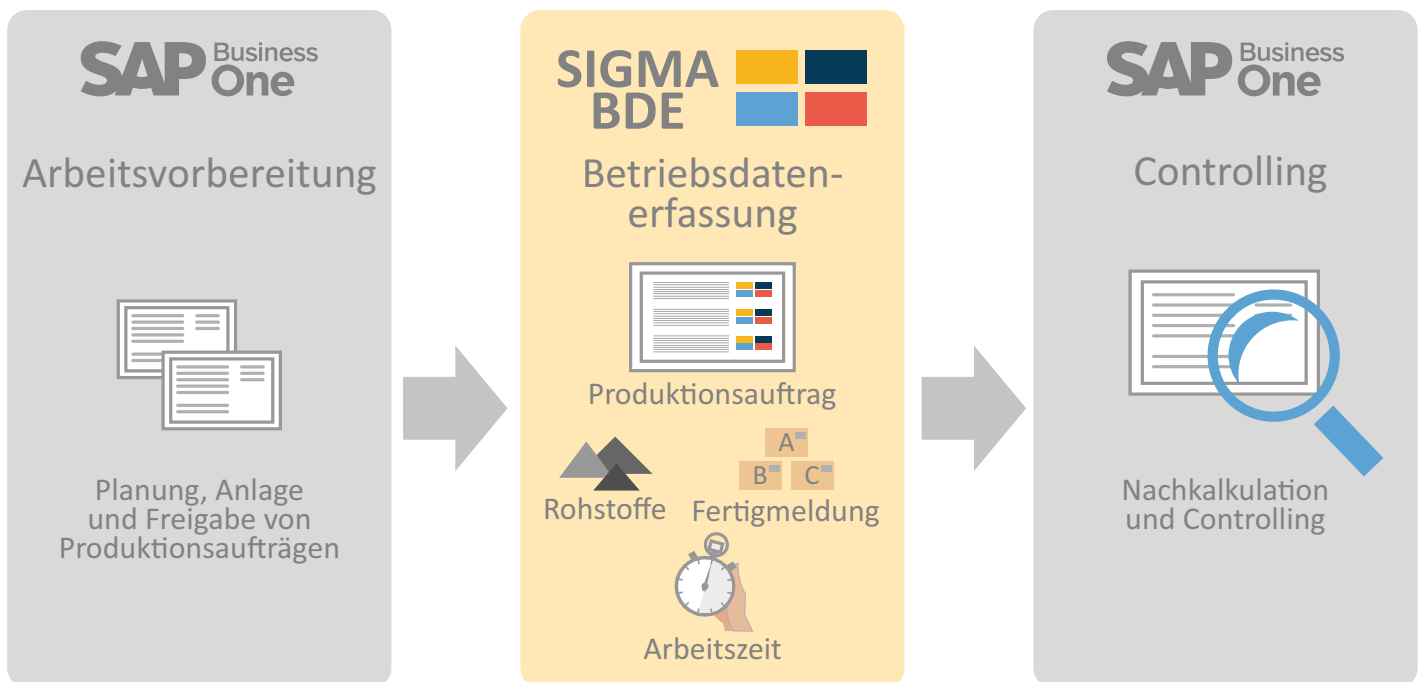 SAP Business One
Arbeitsvorbereitung
Planung, Anlage
und Freigabe von
Produktionsaufträgen
SIGMA
BDE
Betriebsdaten-
erfassung
Produktionsauftrag
A
B C
Rohstoffe Fertigmeldung
Arbeitszeit
SAP Business One
Controlling
Nachkalkulation
und Controlling